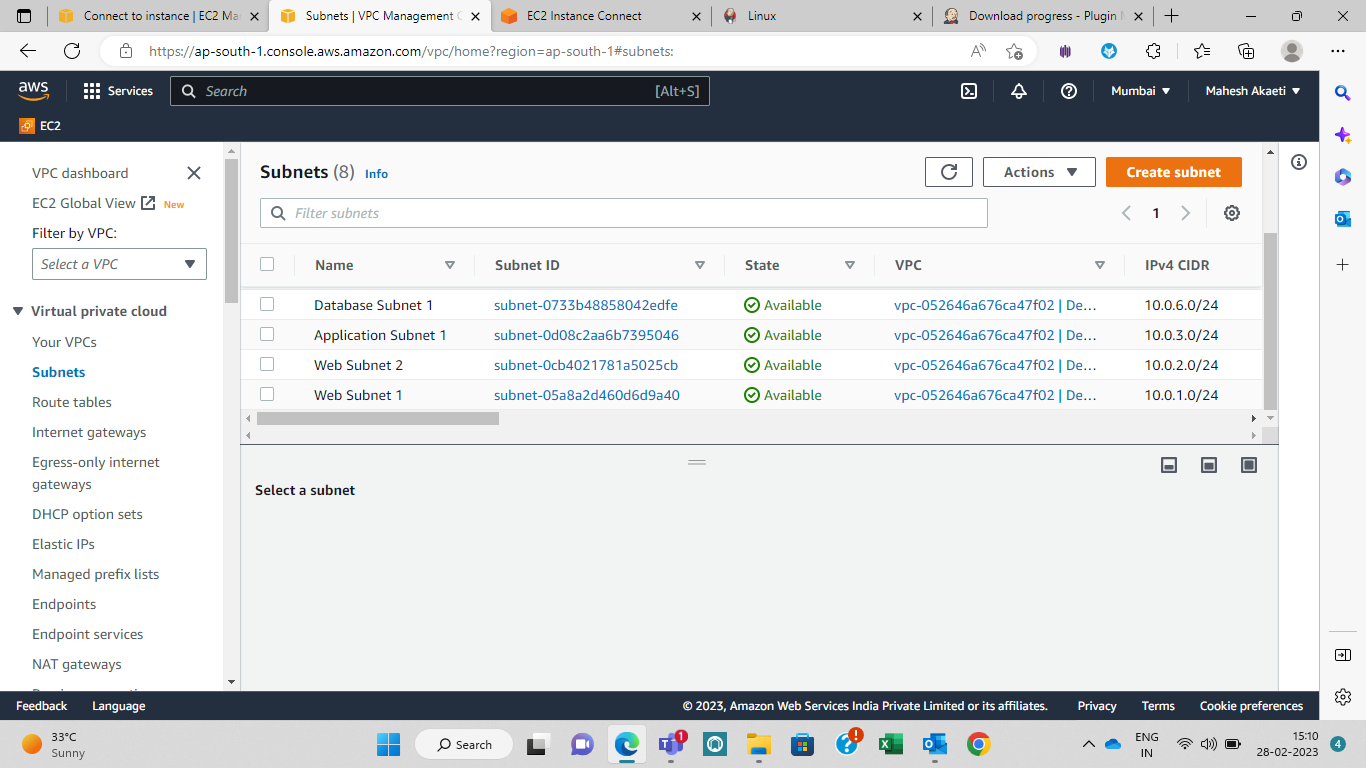 Connect to instance | EC2 Ma
Subnets | VPC Management C
EC2 Instance Connect
Linux
Download progress - Plugin M
https://ap-south-1.console.aws.amazon.com/vpc/home?region=ap-south-1#subnets:
aws
Services
Search
[Alt+S]
Mumbai
Mahesh Akaeti
EC2
VPC dashboard
EC2 Global View
New
Filter by VPC:
Select a VPC
Virtual private cloud
Your VPCs
Subnets
Route tables
Internet gateways
Egress-only internet
gateways
DHCP option sets
Elastic IPs
Managed prefix lists
Endpoints
Endpoint services
NAT gateways
Subnets (8) Info
Actions
Create subnet
Filter subnets
1
Name Subnet ID State VPC IPv4 CIDR
Database Subnet 1 subnet-0733b48858042edfe Available vpc-052646a676ca47f02 | De... 10.0.6.0/24
Application Subnet 1 subnet-0d08c2aa6b7395046 Available vpc-052646a676ca47f02 | De... 10.0.3.0/24
Web Subnet 2 subnet-0cb4021781a5025cb Available vpc-052646a676ca47f02 | De... 10.0.2.0/24
Web Subnet 1 subnet-05a8a2d460d6d9a40 Available vpc-052646a676ca47f02 | De... 10.0.1.0/24
Select a subnet
Feedback Language © 2023, Amazon Web Services India Private Limited or its affiliates. Privacy Terms Cookie preferences
33°C
Sunny
Search
1
ENG
IN
15:10
28-02-2023
4